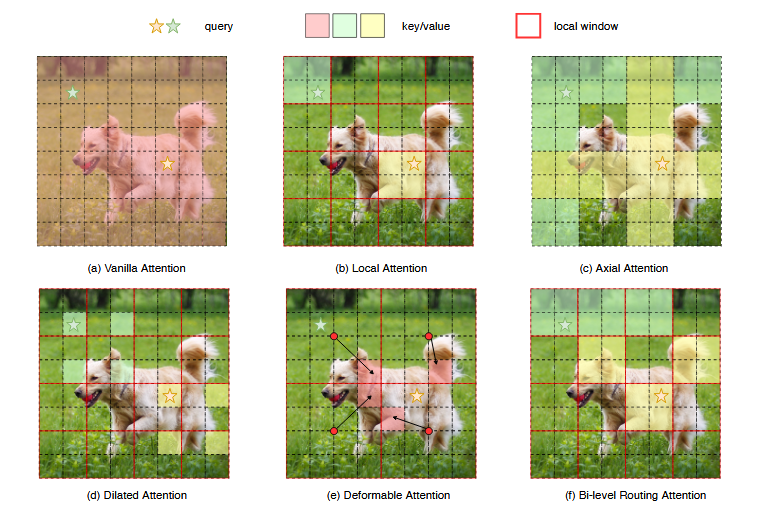 query
key/value
local window
(a) Vanilla Attention
(b) Local Attention
(c) Axial Attention
(d) Dilated Attention
(e) Deformable Attention
(f) Bi-level Routing Attention